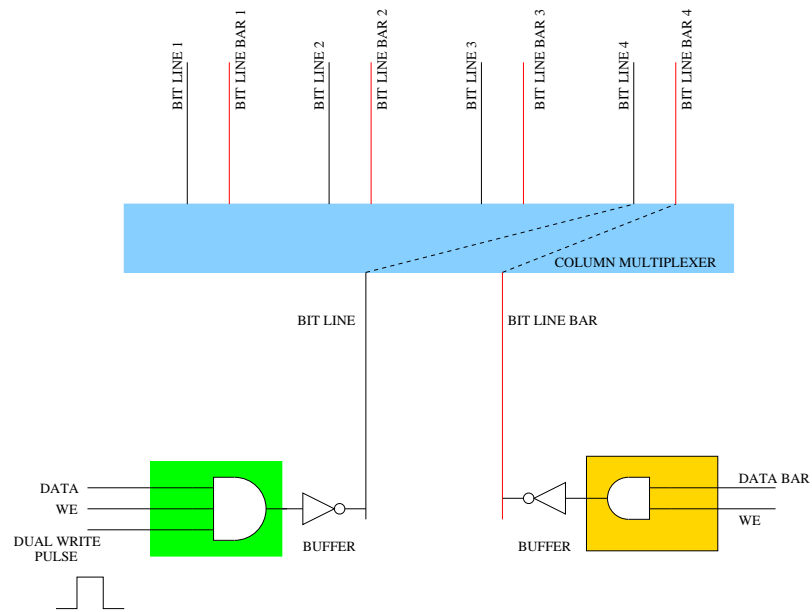 BIT LINE 1
BIT LINE BAR 1
BIT LINE 2
BIT LINE BAR 2
BIT LINE 3
BIT LINE BAR 3
BIT LINE 4
BIT LINE BAR 4
COLUMN MULTIPLEXER
BIT LINE
BIT LINE BAR
DATA
WE
DUAL WRITE
PULSE
BUFFER
BUFFER
DATA BAR
WE